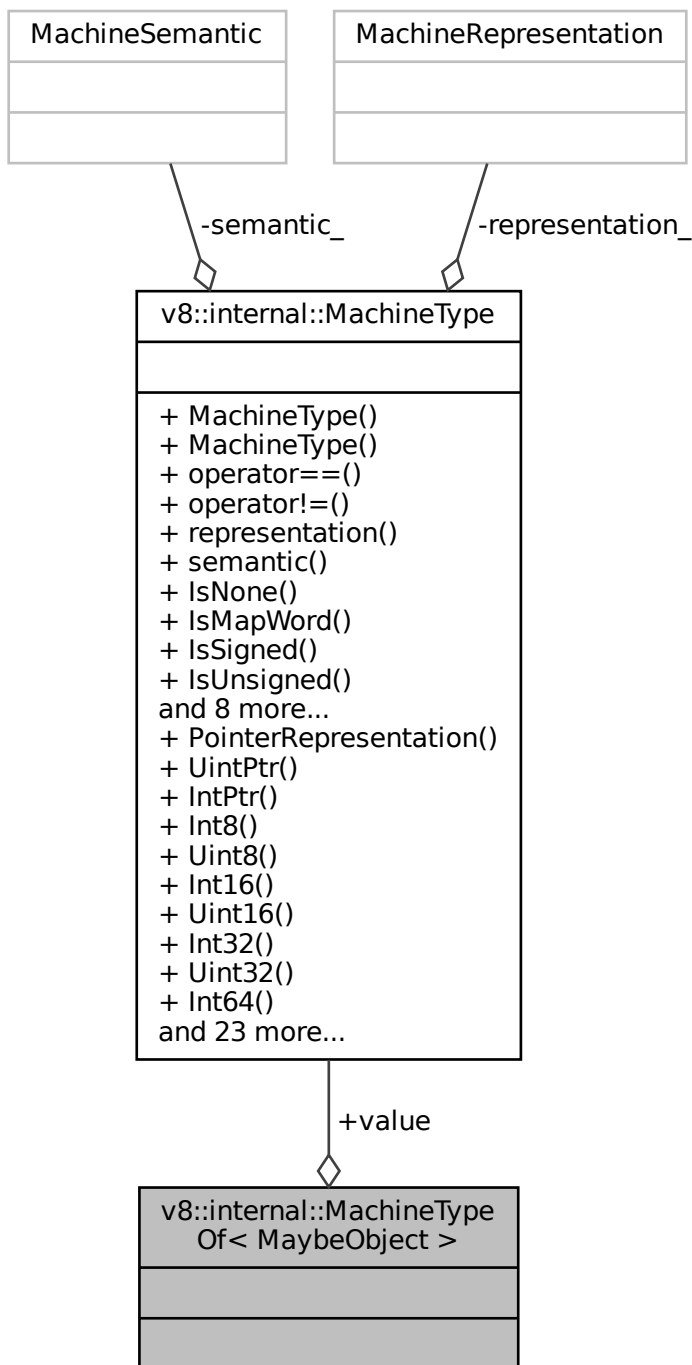 MachineSemantic
MachineRepresentation
-semantic_
-representation_
v8::internal::MachineType
+ MachineType()
+ MachineType()
+ operator==()
+ operator!=()
+ representation()
+ semantic()
+ IsNone()
+ IsMapWord()
+ IsSigned()
+ IsUnsigned()
and 8 more...
+ PointerRepresentation()
+ UintPtr()
+ IntPtr()
+ Int8()
+ Uint8()
+ Int16()
+ Uint16()
+ Int32()
+ Uint32()
+ Int64()
and 23 more...
+value
v8::internal::MachineType
Of< MaybeObject >